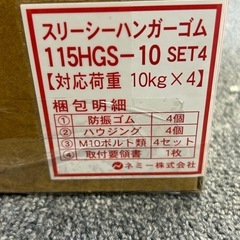 スリーシーハンガーゴム
115HGS-10 SET4
【対応荷重 10kg×4】
梱包明細
① 防振ゴム 4個
② ハウジング 4個
③ M10ボルト類 4セット
④ 取付要領書 1枚
ネミー株式会社